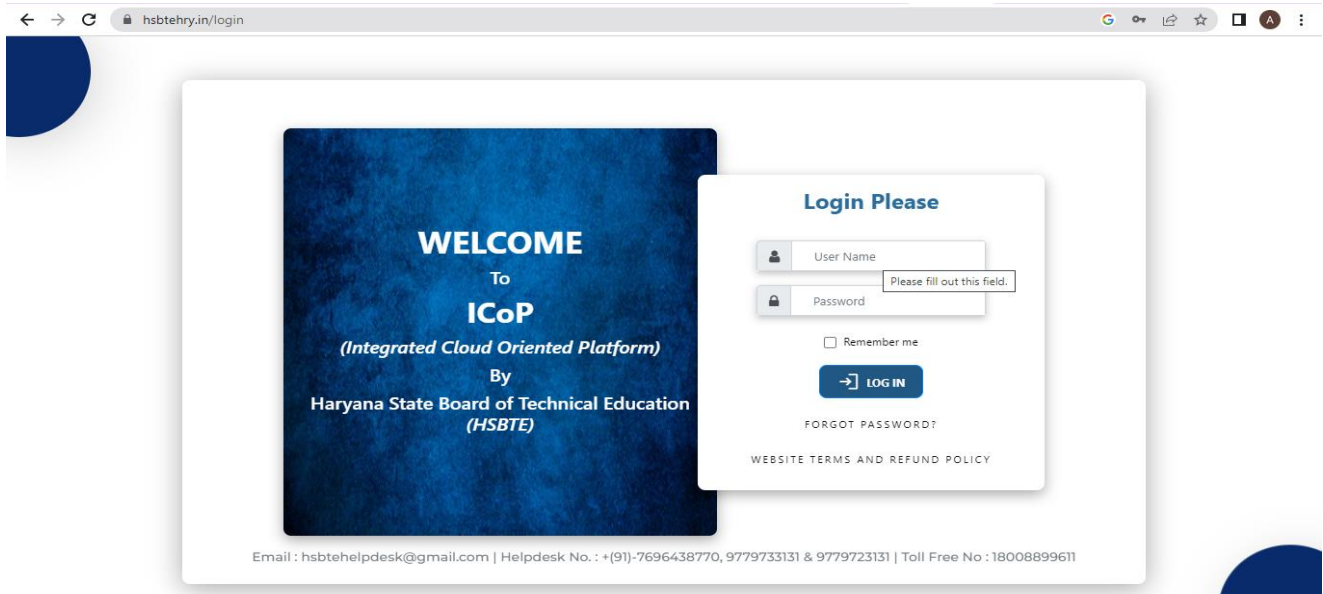 hsbtehry.in/login
A
WELCOME
To
ICoP
(Integrated Cloud Oriented Platform)
By
Haryana State Board of Technical Education
(HSBTE)
Login Please
User Name
Please fill out this field.
Password
Remember me
LOG IN
FORGOT PASSWORD?
WEBSITE TERMS AND REFUND POLICY
Email : hsbtehelpdesk@gmail.com | Helpdesk No. : +(91)-7696438770, 9779733131 & 9779723131 | Toll Free No : 18008899611